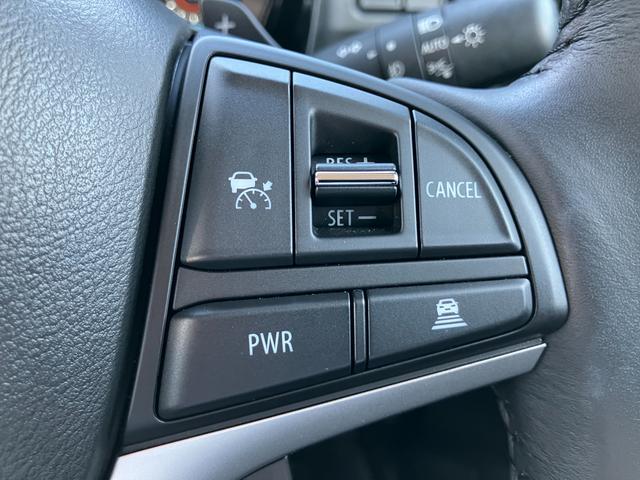 AUTO
RES +
SET −
CANCEL
PWR